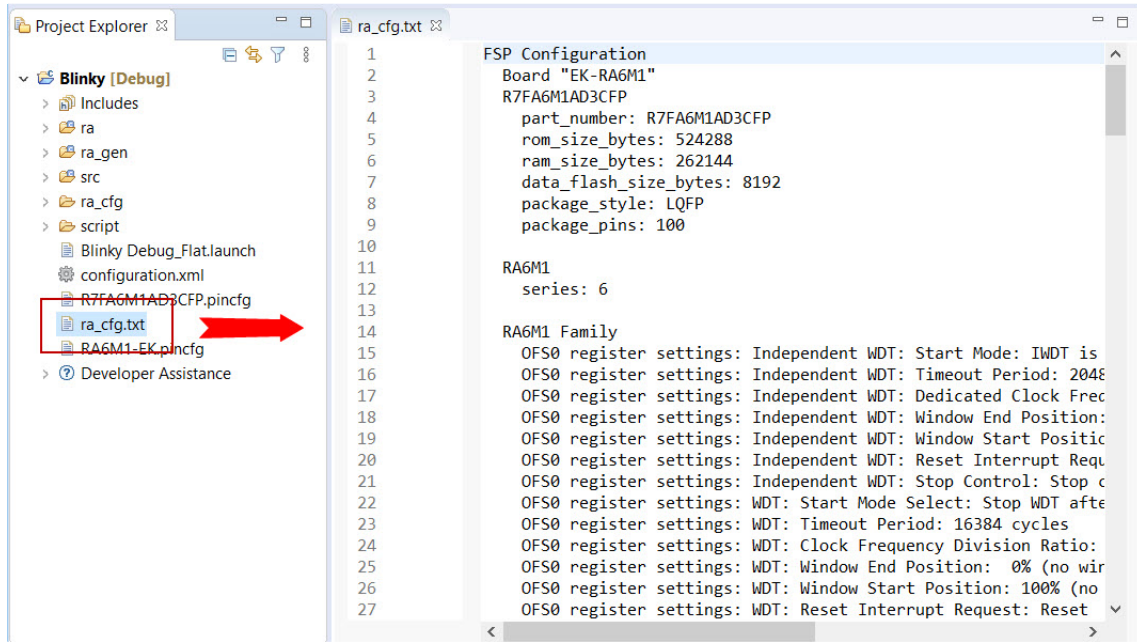 Project Explorer
Blinky [Debug]
Includes
ra
ra_gen
src
ra_cfg
script
Blinky Debug_Flat.launch
configuration.xml
R7FA6M1AD3CFP.pincfg
ra_cfg.txt
RA6M1-EK.pincfg
Developer Assistance
ra_cfg.txt
1 FSP Configuration
2 Board "EK-RA6M1"
3 R7FA6M1AD3CFP
4 part_number: R7FA6M1AD3CFP
5 rom_size_bytes: 524288
6 ram_size_bytes: 262144
7 data_flash_size_bytes: 8192
8 package_style: LQFP
9 package_pins: 100
10
11 RA6M1
12 series: 6
13
14 RA6M1 Family
15 OFS0 register settings: Independent WDT: Start Mode: IWDT is
16 OFS0 register settings: Independent WDT: Timeout Period: 2048
17 OFS0 register settings: Independent WDT: Dedicated Clock Freq
18 OFS0 register settings: Independent WDT: Window End Position:
19 OFS0 register settings: Independent WDT: Window Start Positio
20 OFS0 register settings: Independent WDT: Reset Interrupt Requ
21 OFS0 register settings: Independent WDT: Stop Control: Stop c
22 OFS0 register settings: WDT: Start Mode Select: Stop WDT afte
23 OFS0 register settings: WDT: Timeout Period: 16384 cycles
24 OFS0 register settings: WDT: Clock Frequency Division Ratio:
25 OFS0 register settings: WDT: Window End Position:  0% (no win
26 OFS0 register settings: WDT: Window Start Position: 100% (no
27 OFS0 register settings: WDT: Reset Interrupt Request: Reset